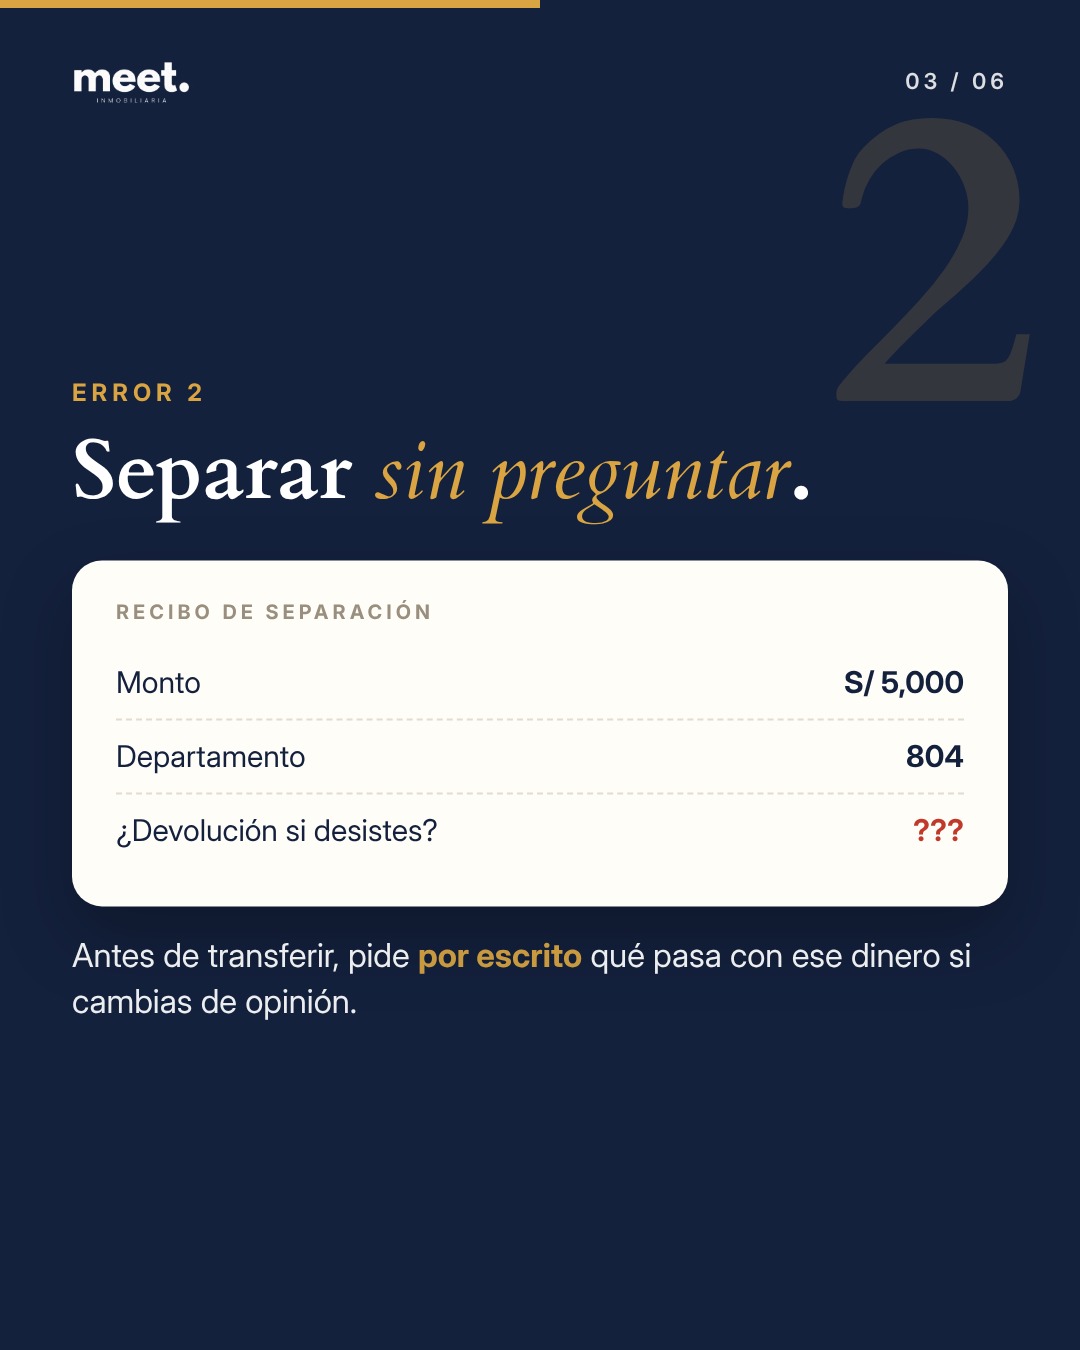 meet.
INMOBILIARIA
03 / 06
2
ERROR 2
Separar sin preguntar.
RECIBO DE SEPARACIÓN
Monto S/ 5,000
Departamento 804
¿Devolución si desistes? ???
Antes de transferir, pide por escrito qué pasa con ese dinero si
cambias de opinión.